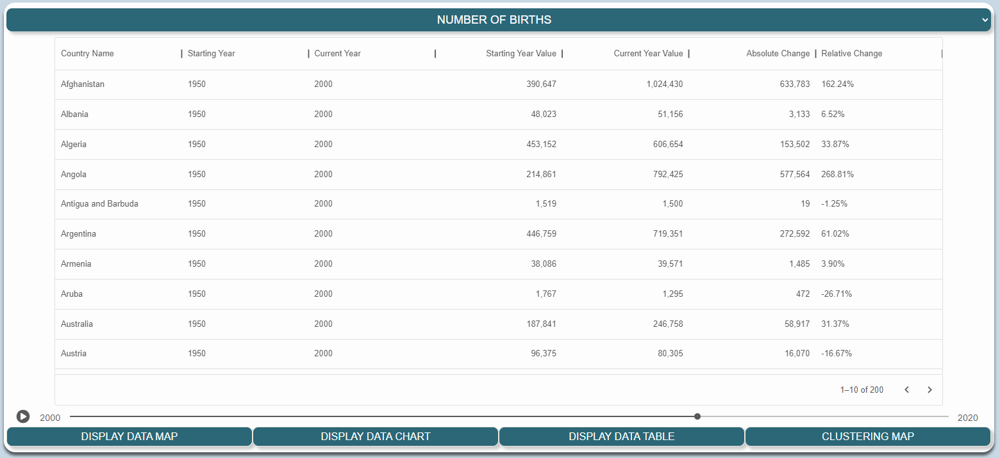 NUMBER OF BIRTHS
Country Name Starting Year Current Year Starting Year Value Current Year Value Absolute Change Relative Change
Afghanistan 1950 2000 390,647 1,024,430 633,783 162.24%
Albania 1950 2000 48,023 51,156 3,133 6.52%
Algeria 1950 2000 453,152 606,654 153,502 33.87%
Angola 1950 2000 214,861 792,425 577,564 268.81%
Antigua and Barbuda 1950 2000 1,519 1,500 19 -1.25%
Argentina 1950 2000 446,759 719,351 272,592 61.02%
Armenia 1950 2000 38,086 39,571 1,485 3.90%
Aruba 1950 2000 1,767 1,295 472 -26.71%
Australia 1950 2000 187,841 246,758 58,917 31.37%
Austria 1950 2000 96,375 80,305 16,070 -16.67%
1–10 of 200
2000 2020
DISPLAY DATA MAP DISPLAY DATA CHART DISPLAY DATA TABLE CLUSTERING MAP